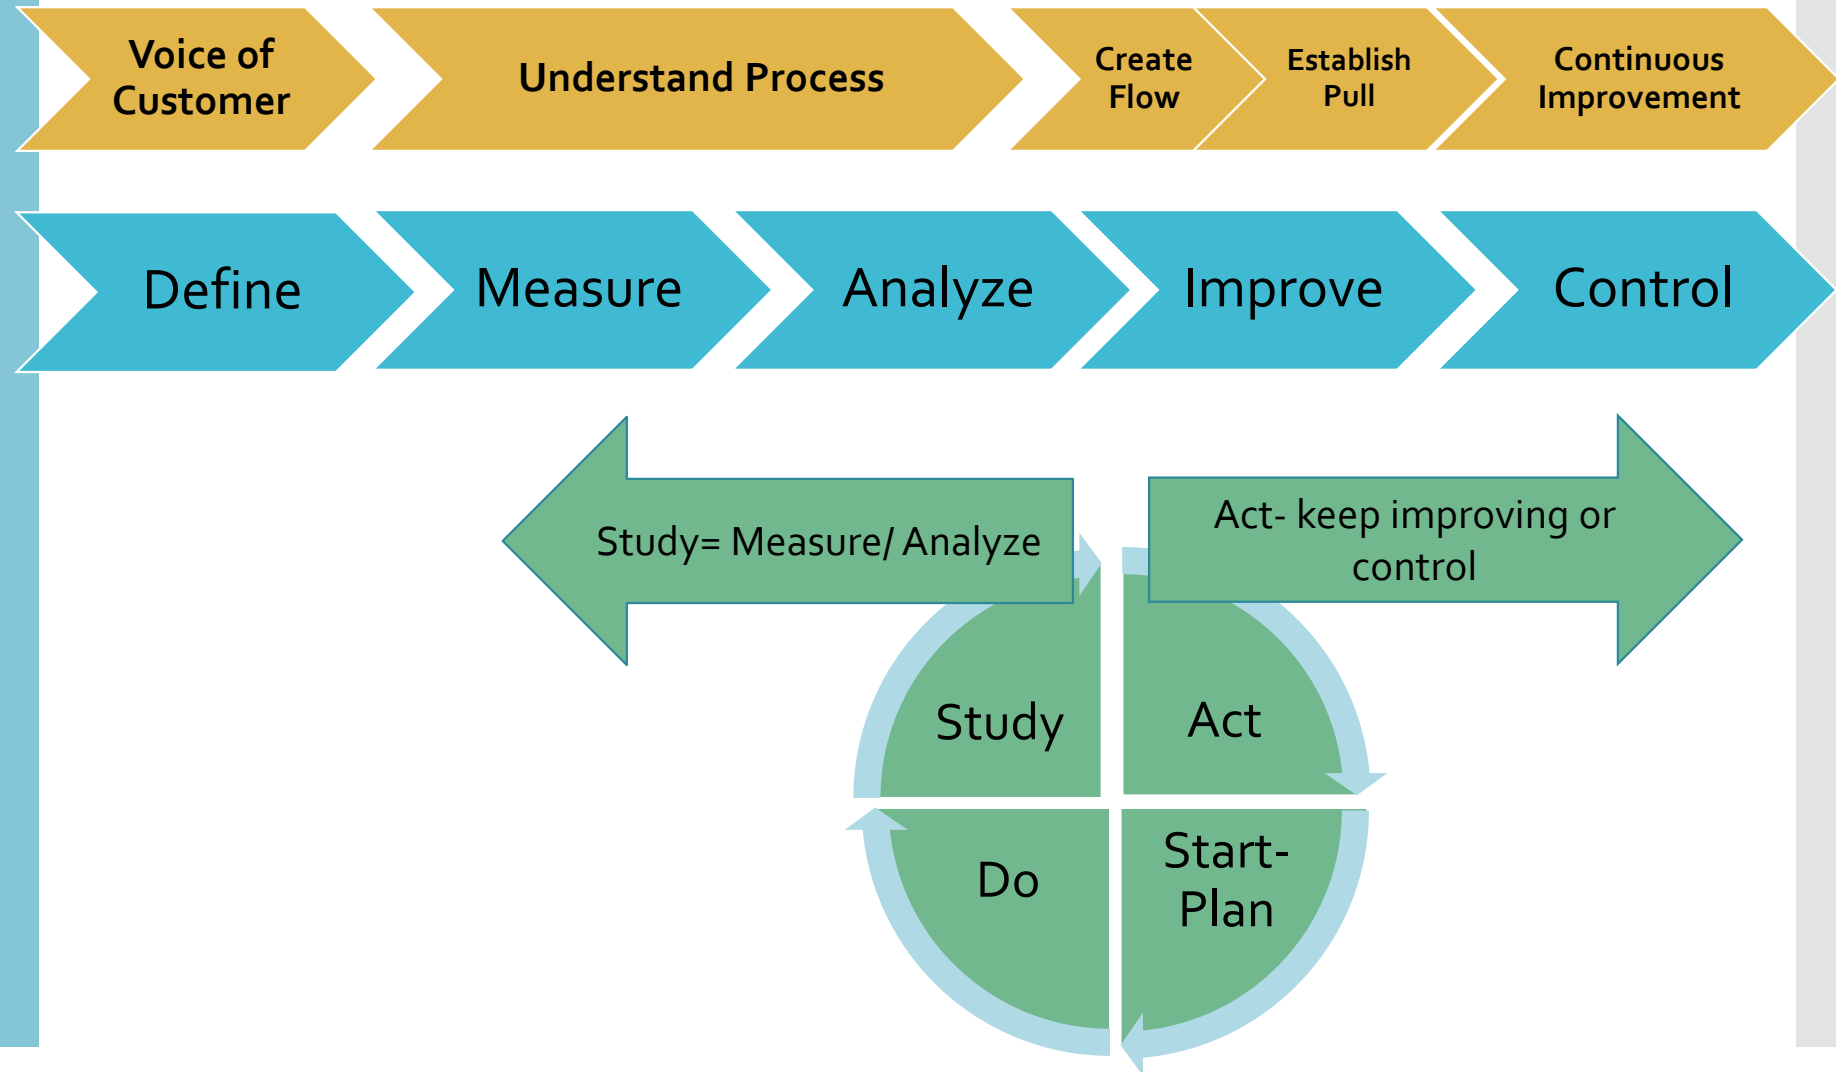 Voice of
Customer
Understand Process
Create
Flow
Establish
Pull
Continuous
Improvement
Define
Measure
Analyze
Improve
Control
Study= Measure/ Analyze
Act- keep improving or
control
Study
Act
Do
Start-
Plan